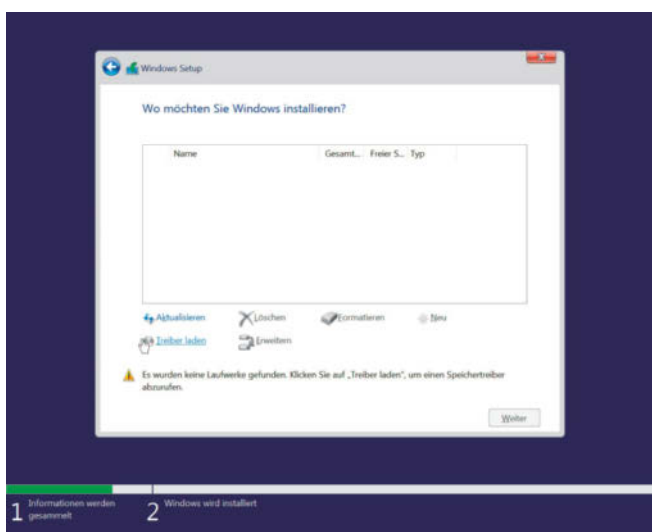 Windows Setup
Wo möchten Sie Windows installieren?
Name Gesamt... Freier S... Typ
Aktualisieren Löschen Formatieren Neu
Treiber laden Erweitern
Es wurden keine Laufwerke gefunden. Klicken Sie auf „Treiber laden", um einen Speichertreiber
abzurufen.
Weiter
1 Informationen werden
gesammelt
2 Windows wird installiert